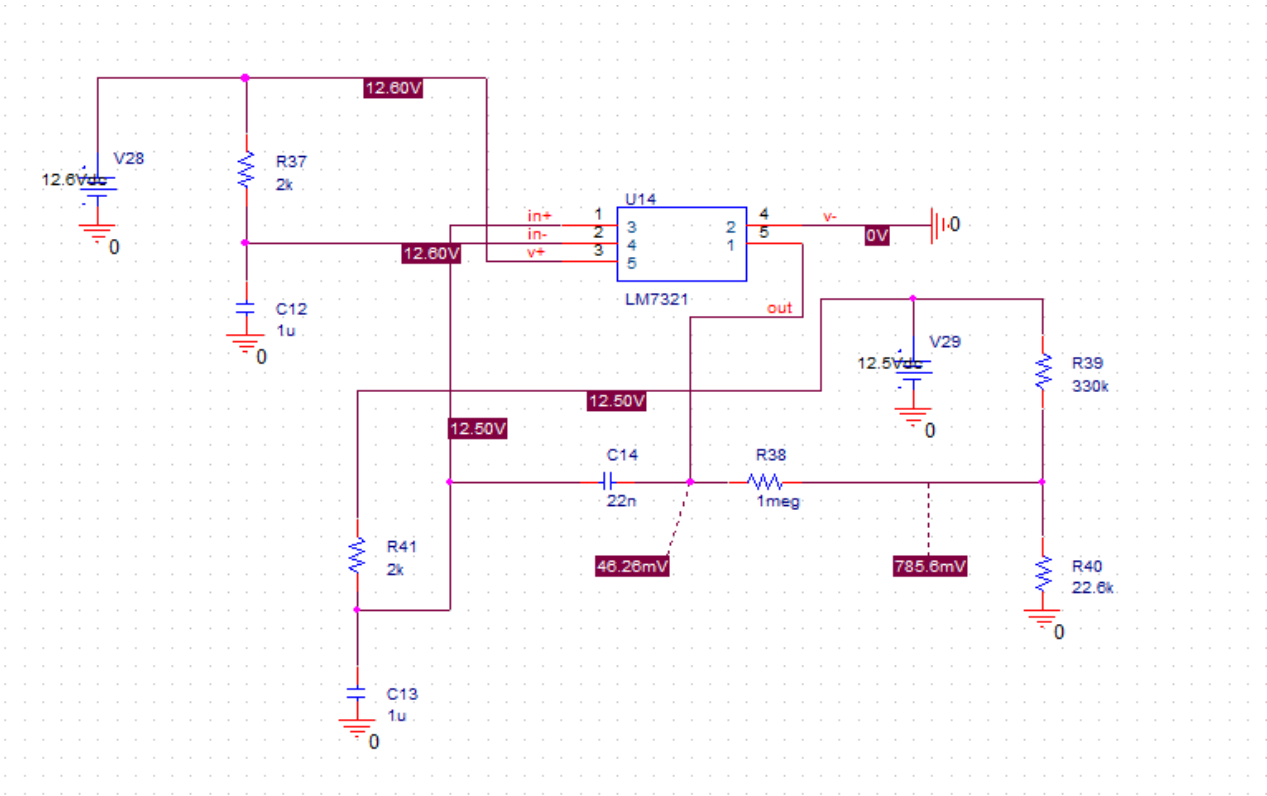 12.60V
V28
12.6Vdc
0
R37
2k
12.60V
C12
1u
0
U14
in+
1
3
in-
2
4
v+
3
5
2
4
v-
0V
0
1
5
LM7321
out
V29
12.5Vdc
0
R39
330k
12.50V
12.50V
C14
22n
R38
1meg
46.26mV
785.6mV
R41
2k
R40
22.6k
0
C13
1u
0